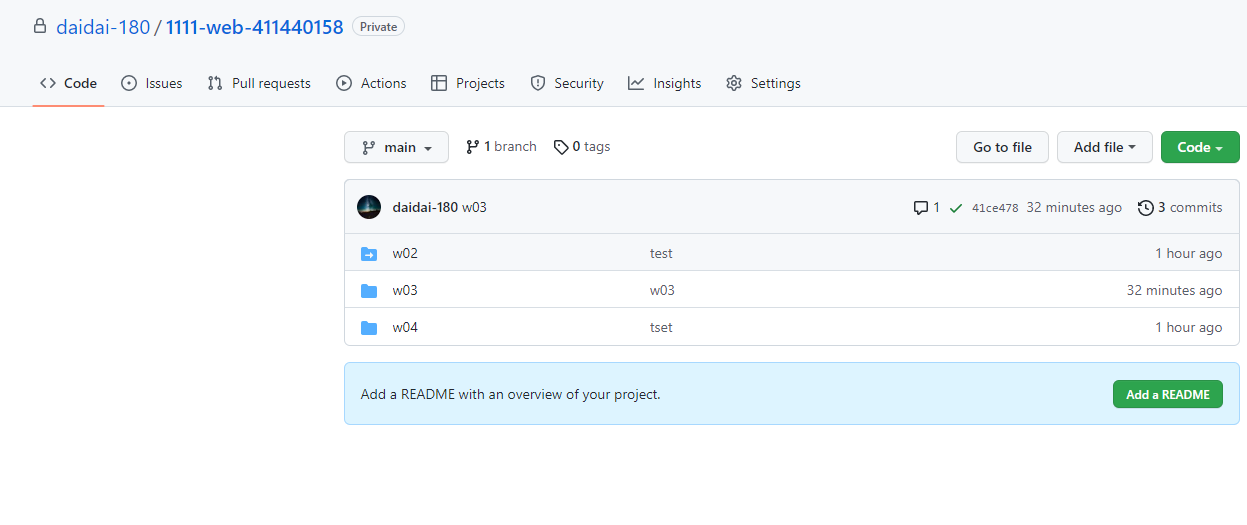 daidai-180 / 1111-web-411440158 Private
Code Issues Pull requests Actions Projects Security Insights Settings
main 1 branch 0 tags Go to file Add file Code
daidai-180 w03 1 41ce478 32 minutes ago 3 commits
w02 test 1 hour ago
w03 w03 32 minutes ago
w04 tset 1 hour ago
Add a README with an overview of your project. Add a README